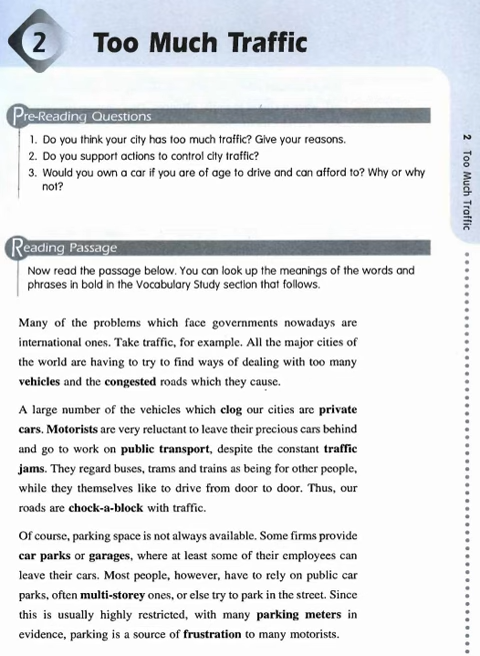 2
Too Much Traffic
Pre-Reading Questions
1. Do you think your city has too much traffic? Give your reasons.
2. Do you support actions to control city traffic?
3. Would you own a car if you are of age to drive and can afford to? Why or why
not?
2 Too Much Traffic
Reading Passage
Now read the passage below. You can look up the meanings of the words and
phrases in bold in the Vocabulary Study section that follows.
Many of the problems which face governments nowadays are
international ones. Take traffic, for example. All the major cities of
the world are having to try to find ways of dealing with too many
vehicles and the congested roads which they cause.
A large number of the vehicles which clog our cities are private
cars. Motorists are very reluctant to leave their precious cars behind
and go to work on public transport, despite the constant traffic
jams. They regard buses, trams and trains as being for other people,
while they themselves like to drive from door to door. Thus, our
roads are chock-a-block with traffic.
Of course, parking space is not always available. Some firms provide
car parks or garages, where at least some of their employees can
leave their cars. Most people, however, have to rely on public car
parks, often multi-storey ones, or else try to park in the street. Since
this is usually highly restricted, with many parking meters in
evidence, parking is a source of frustration to many motorists.